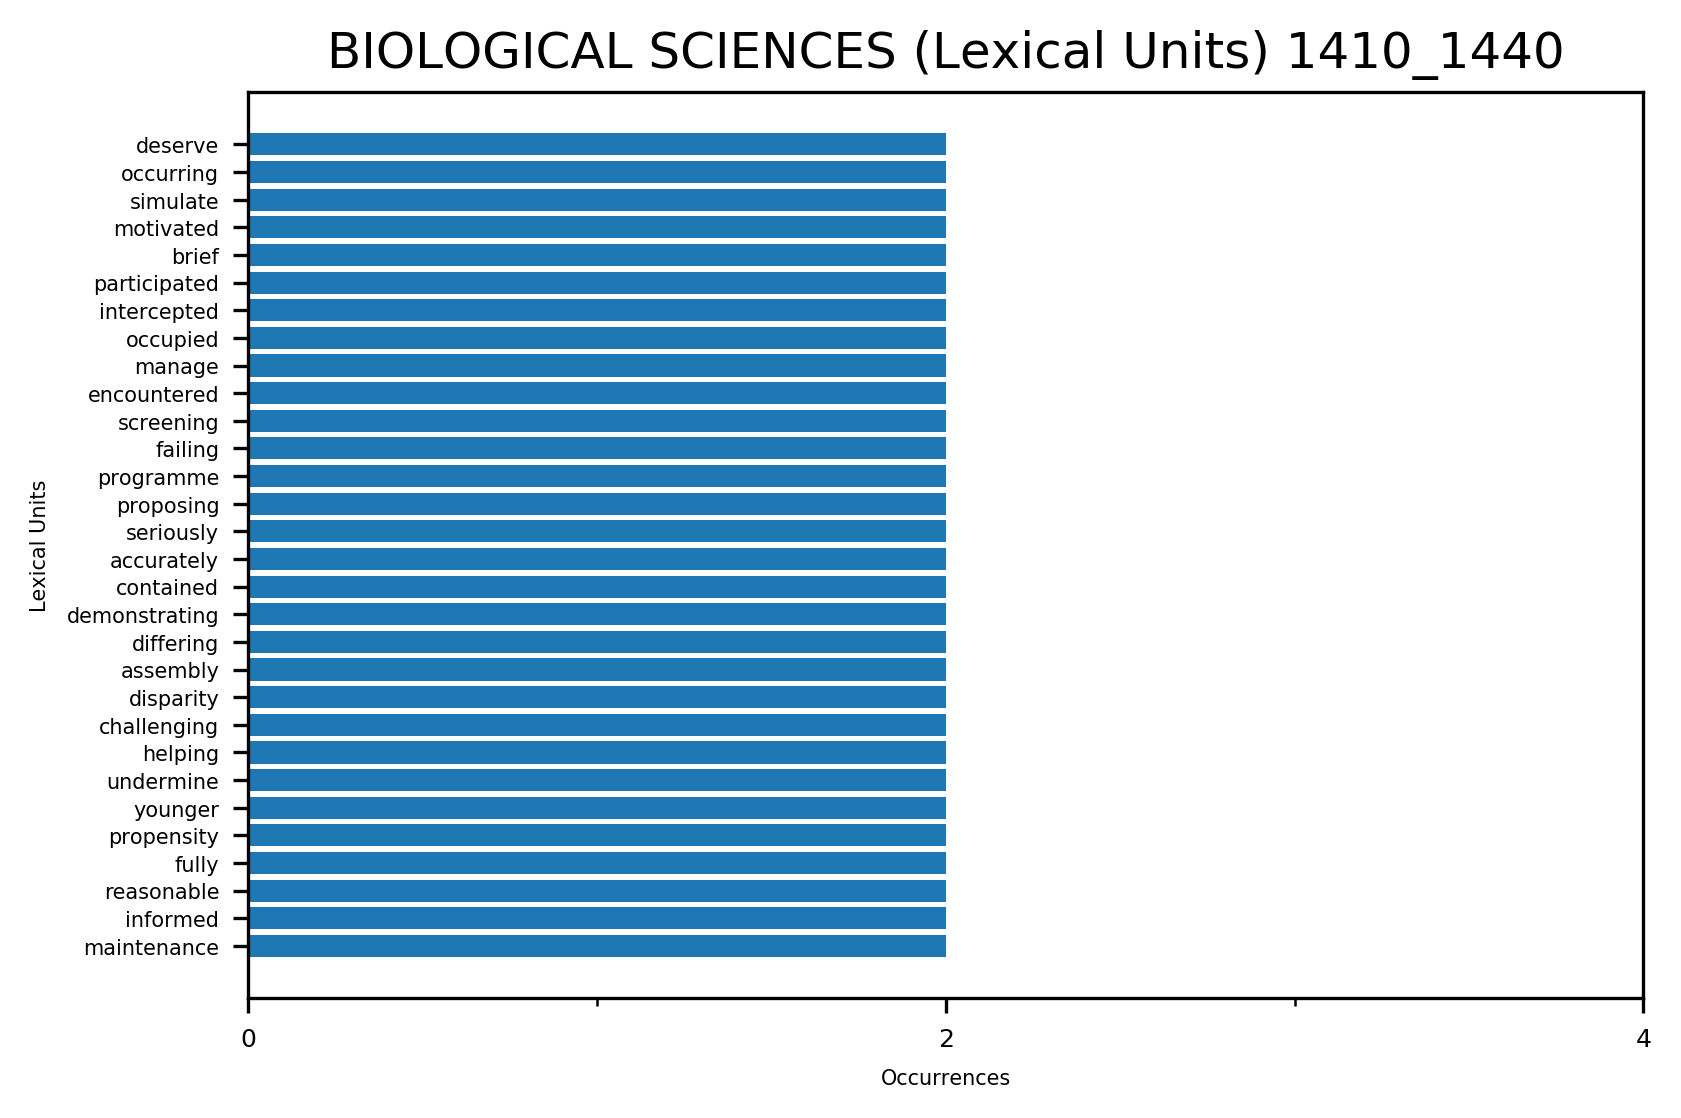 BIOLOGICAL SCIENCES (Lexical Units) 1410_1440
deserve
occurring
simulate
motivated
brief
participated
intercepted
occupied
manage
encountered
screening
failing
programme
proposing
seriously
accurately
contained
demonstrating
differing
assembly
disparity
challenging
helping
undermine
younger
propensity
fully
reasonable
informed
maintenance
Lexical Units
0 2 4
Occurrences